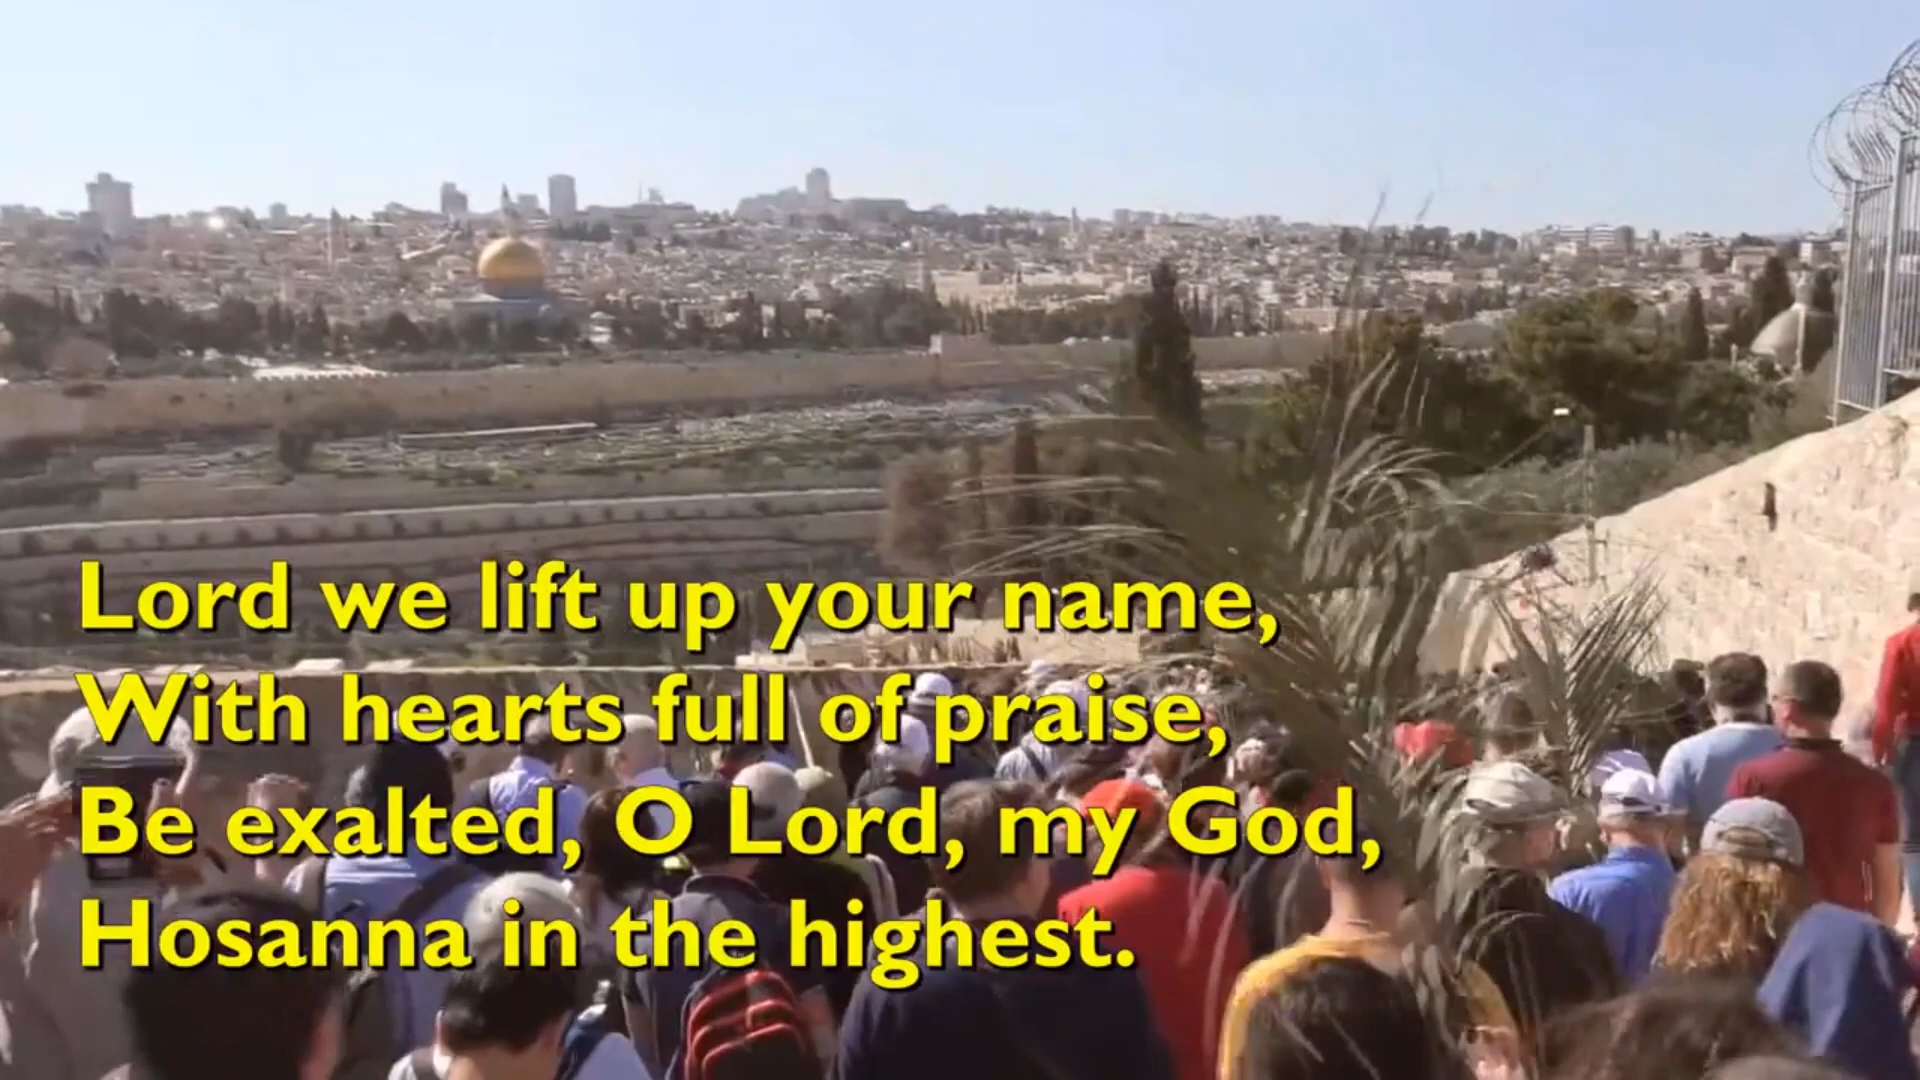 Lord we lift up your name,
With hearts full of praise,
Be exalted, O Lord, my God,
Hosanna in the highest.